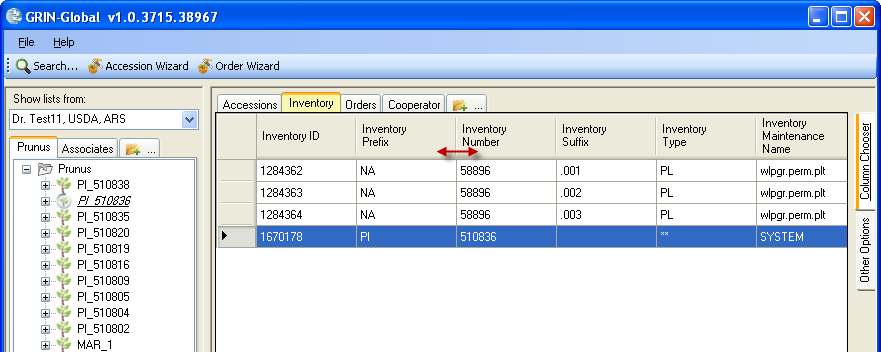 GRIN-Global v1.0.3715.38967
File Help
Search... Accession Wizard Order Wizard
Show lists from:
Dr. Test11, USDA, ARS
Prunus Associates ...
Prunus
PI_510838
PI_510836
PI_510835
PI_510820
PI_510819
PI_510816
PI_510809
PI_510805
PI_510804
PI_510802
MAR_1
Accessions Inventory Orders Cooperator ...
Inventory ID Inventory Prefix Inventory Number Inventory Suffix Inventory Type Inventory Maintenance Name
1284362 NA 58896 .001 PL wlpgr.perm.plt
1284363 NA 58896 .002 PL wlpgr.perm.plt
1284364 NA 58896 .003 PL wlpgr.perm.plt
1670178 PI 510836 ** SYSTEM
Column Chooser
Other Options